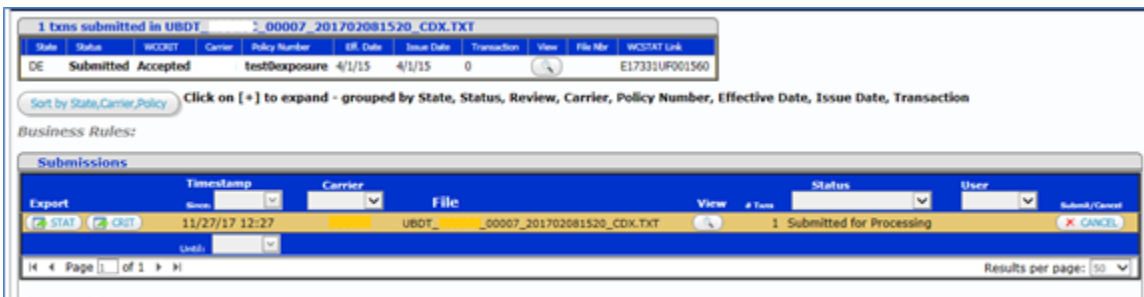 1 txns submitted in UBDT_ _00007_201702081520_CDX.TXT
State Status WCCRIT Carrier Policy Number Eff. Date Issue Date Transaction View File Nbr WCSTAT Link
DE Submitted Accepted test0exposure 4/1/15 4/1/15 0 E17331UF001560
Sort by State,Carrier,Policy Click on [+] to expand - grouped by State, Status, Review, Carrier, Policy Number, Effective Date, Issue Date, Transaction
Business Rules:
Submissions
Timestamp Carrier Status User
Export Since: File View # Txns Submit/Cancel
STAT CRIT 11/27/17 12:27 UBDT_ _00007_201702081520_CDX.TXT 1 Submitted for Processing CANCEL
Until:
Page 1 of 1 Results per page: 50